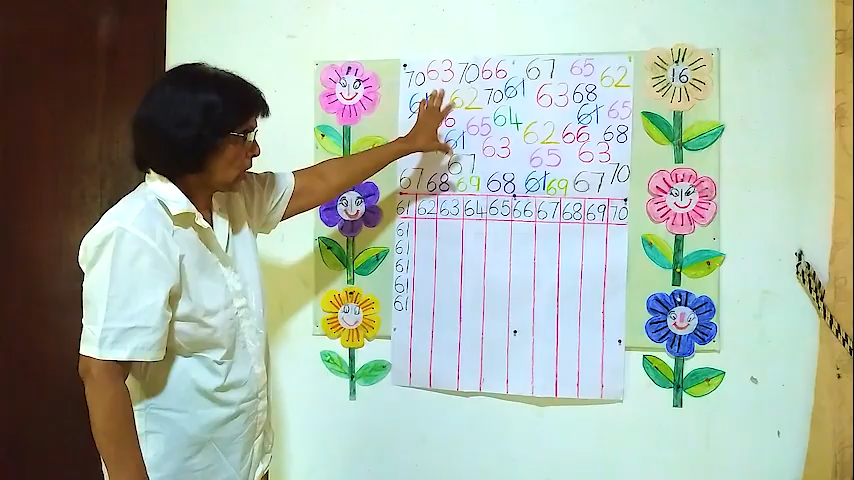 70 63 70 66 67 65 62
61 62 70 61 63 68
65 64 61 65
61 63 62 66 68
67 65 63
67 68 69 68 61 69 67 70
61 62 63 64 65 66 67 68 69 70
61
61
61
61
61
16